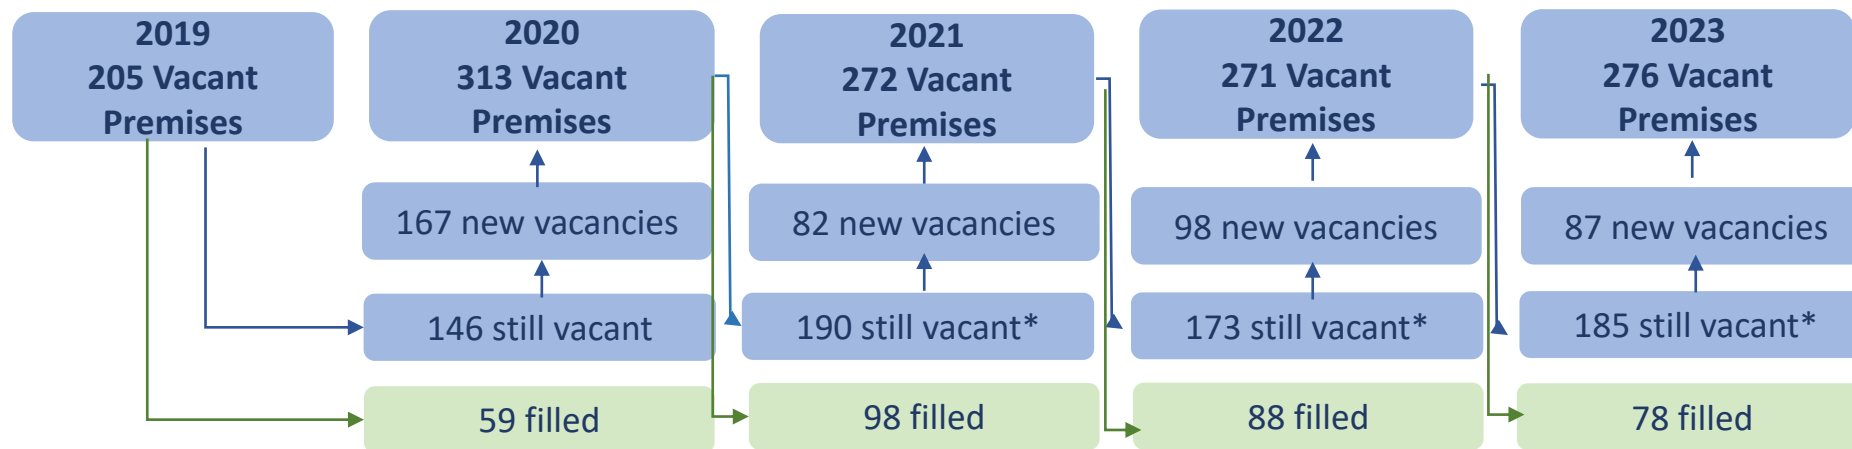 2019
205 Vacant
Premises
2020
313 Vacant
Premises
2021
272 Vacant
Premises
2022
271 Vacant
Premises
2023
276 Vacant
Premises
167 new vacancies
82 new vacancies
98 new vacancies
87 new vacancies
146 still vacant
190 still vacant*
173 still vacant*
185 still vacant*
59 filled
98 filled
88 filled
78 filled